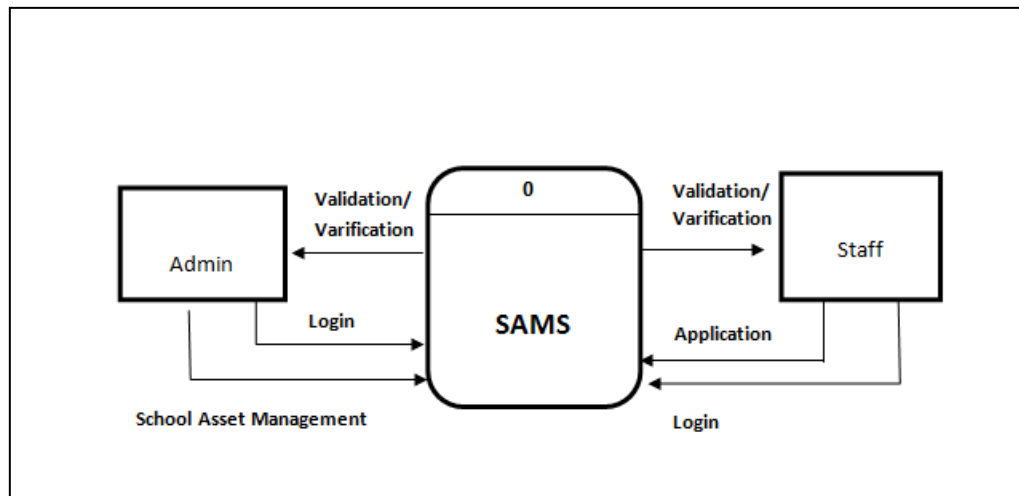 0
Validation/
Varification
Validation/
Varification
Admin
Staff
Login
SAMS
Application
School Asset Management
Login